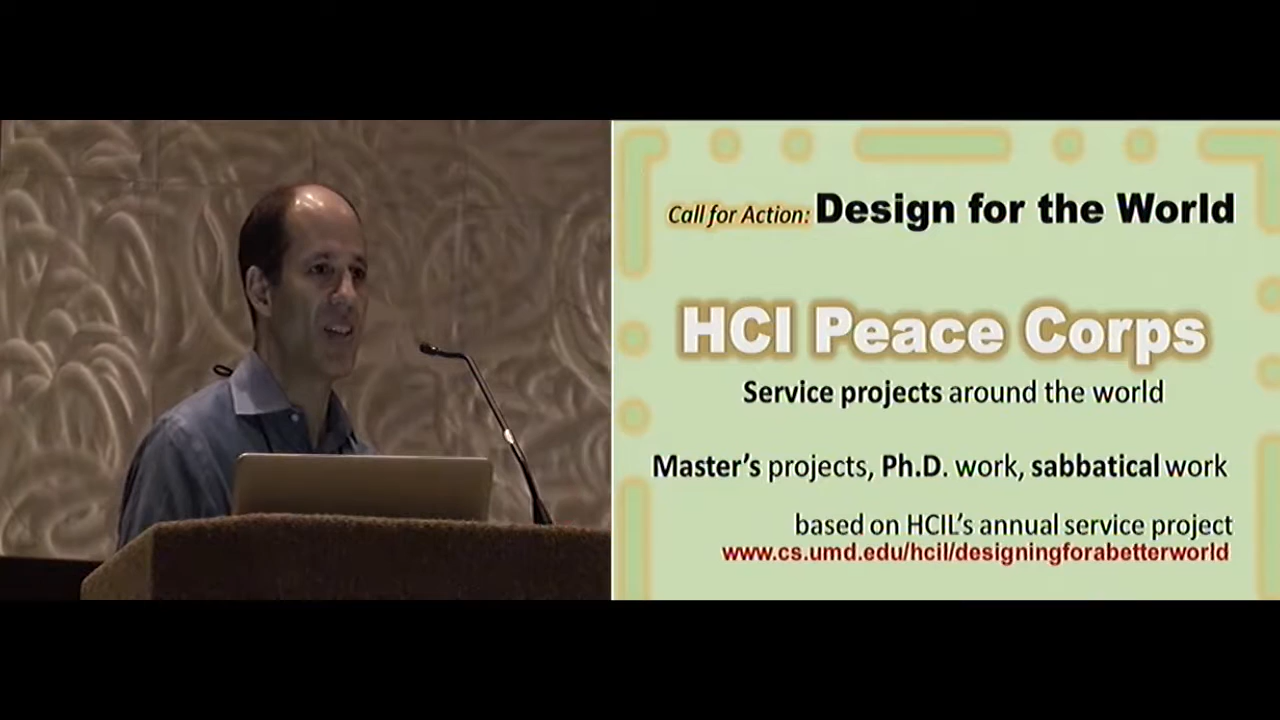 Call for Action: Design for the World
HCI Peace Corps
Service projects around the world
Master's projects, Ph.D. work, sabbatical work
based on HCIL's annual service project
www.cs.umd.edu/hcil/designingforabetterworld